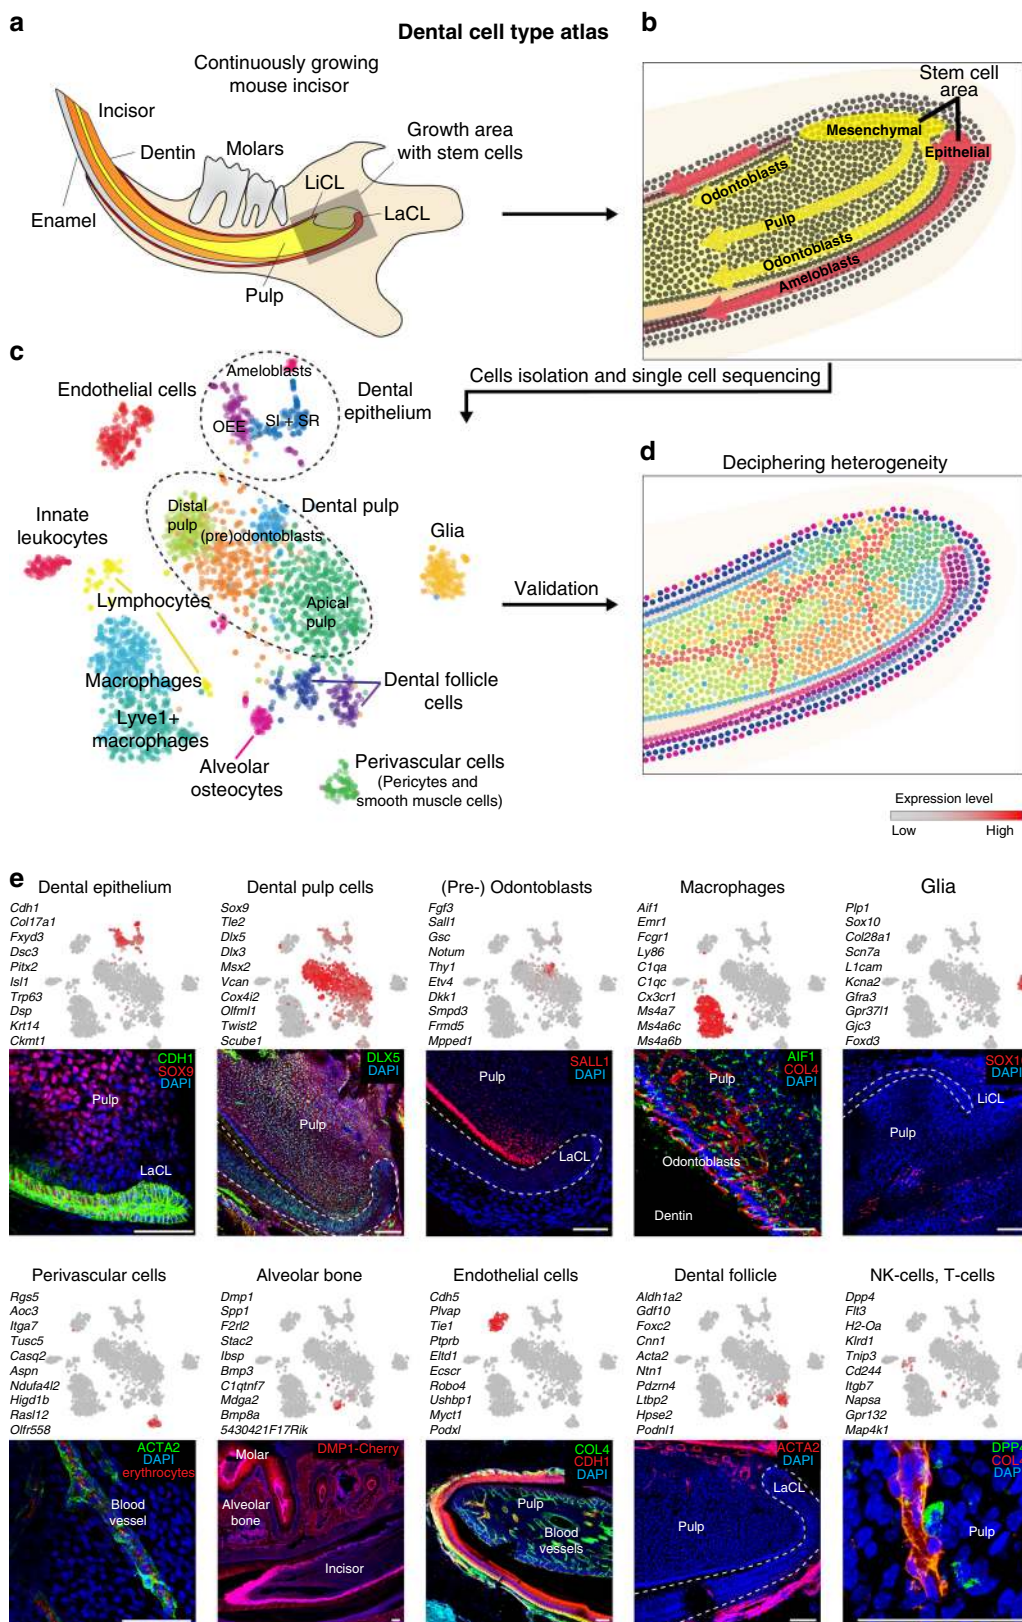 a
Dental cell type atlas
b
Continuously growing
mouse incisor
Incisor
Dentin
Molars
Growth area
with stem cells
LiCL
LaCL
Enamel
Pulp
Stem cell
area
Mesenchymal
Epithelial
Odontoblasts
Pulp
Odontoblasts
Ameloblasts
c
Cells isolation and single cell sequencing
Endothelial cells
Ameloblasts
OEE
SI + SR
Dental
epithelium
Innate
leukocytes
Distal
pulp
(pre)odontoblasts
Dental pulp
Apical
pulp
Glia
Lymphocytes
Macrophages
Lyve1+
macrophages
Dental follicle
cells
Alveolar
osteocytes
Perivascular cells
(Pericytes and
smooth muscle cells)
Validation
d
Deciphering heterogeneity
Expression level
Low
High
e
Dental epithelium
Cdh1
Col17a1
Fxyd3
Dsc3
Pitx2
Isl1
Trp63
Dsp
Krt14
Ckmt1
CDH1
SOX9
DAPI
Pulp
LaCL
Dental pulp cells
Sox9
Tle2
Dlx5
Dlx3
Msx2
Vcan
Cox4i2
Olfml1
Twist2
Scube1
DLX5
DAPI
Pulp
(Pre-) Odontoblasts
Fgf3
Sall1
Gsc
Notum
Thy1
Etv4
Dkk1
Smpd3
Frmd5
Mpped1
SALL1
DAPI
Pulp
LaCL
Macrophages
Aif1
Emr1
Fcgr1
Ly86
C1qa
C1qc
Cx3cr1
Ms4a7
Ms4a6c
Ms4a6b
AIF1
COL4
DAPI
Pulp
Odontoblasts
Dentin
Glia
Plp1
Sox10
Col28a1
Scn7a
L1cam
Kcna2
Gfra3
Gpr37l1
Gjc3
Foxd3
SOX10
DAPI
LiCL
Pulp
Perivascular cells
Rgs5
Aoc3
Itga7
Tusc5
Casq2
Aspn
Ndufa4l2
Higd1b
Rasl12
Olfr558
ACTA2
DAPI
erythrocytes
Blood
vessel
Alveolar bone
Dmp1
Spp1
F2rl2
Stac2
Ibsp
Bmp3
C1qtnf7
Mdga2
Bmp8a
5430421F17Rik
DMP1-Cherry
Molar
Alveolar
bone
Incisor
Endothelial cells
Cdh5
Plvap
Tie1
Ptprb
Eltd1
Ecscr
Robo4
Ushbp1
Myct1
Podxl
COL4
CDH1
DAPI
Pulp
Blood
vessels
Dental follicle
Aldh1a2
Gdf10
Foxc2
Cnn1
Acta2
Ntn1
Pdzrn4
Ltbp2
Hpse2
Podnl1
ACTA2
DAPI
LaCL
Pulp
NK-cells, T-cells
Dpp4
Flt3
H2-Oa
Klrd1
Tnip3
Cd244
Itgb7
Napsa
Gpr132
Map4k1
DPP4
COL4
DAPI
Pulp